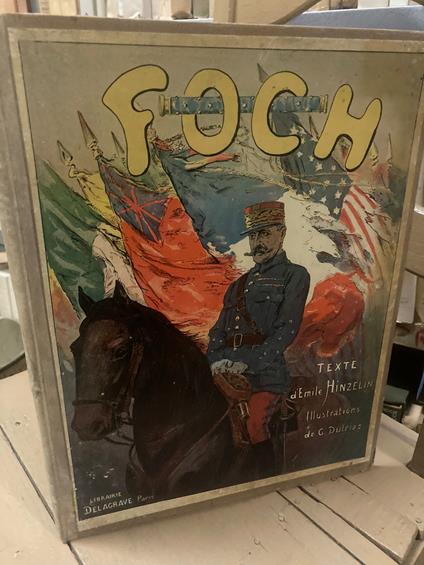 FOCH
TEXTE
d'Emile HINZELIN
Illustrations
de G. Dutriac
LIBRAIRIE
DELAGRAVE Paris